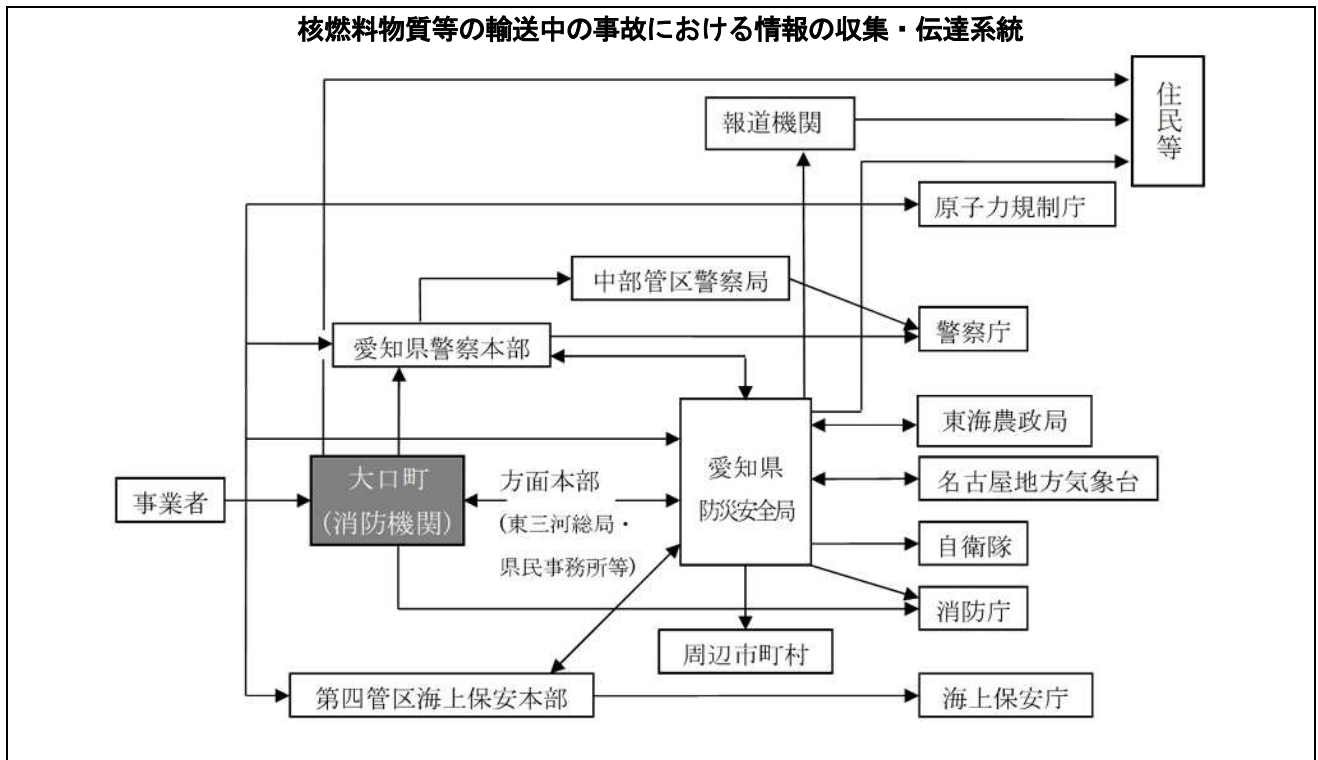 核燃料物質等の輸送中の事故における情報の収集・伝達系統
住民等
報道機関
原子力規制庁
中部管区警察局
警察庁
愛知県警察本部
東海農政局
愛知県
防災安全局
大口町
(消防機関)
方面本部
(東三河総局・
県民事務所等)
事業者
名古屋地方気象台
自衛隊
消防庁
周辺市町村
第四管区海上保安本部
海上保安庁